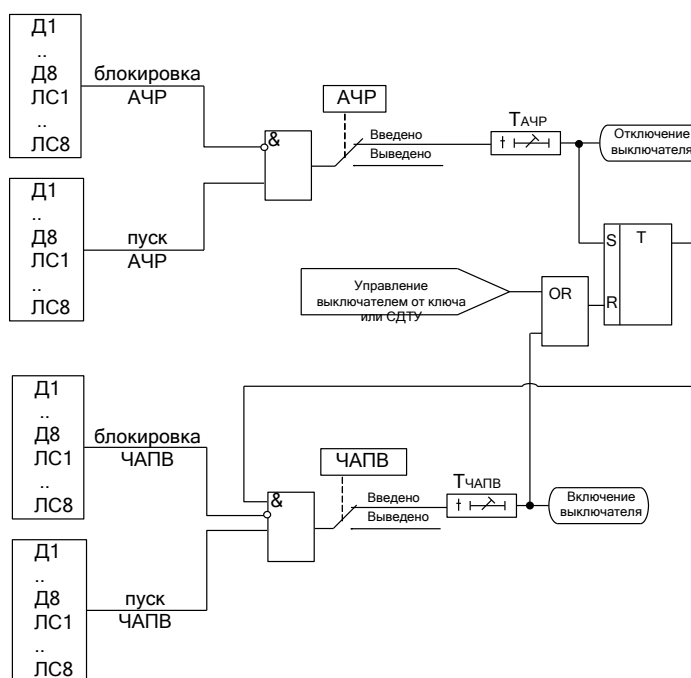 Д1
..
Д8
ЛС1
..
ЛС8
блокировка
АЧР
Д1
..
Д8
ЛС1
..
ЛС8
пуск
АЧР
&
АЧР
Введено
Выведено
TАЧР
Отключение
выключателя
S T
R
Управление
выключателем от ключа
или СДТУ
OR
Д1
..
Д8
ЛС1
..
ЛС8
блокировка
ЧАПВ
Д1
..
Д8
ЛС1
..
ЛС8
пуск
ЧАПВ
&
ЧАПВ
Введено
Выведено
TЧАПВ
Включение
выключателя